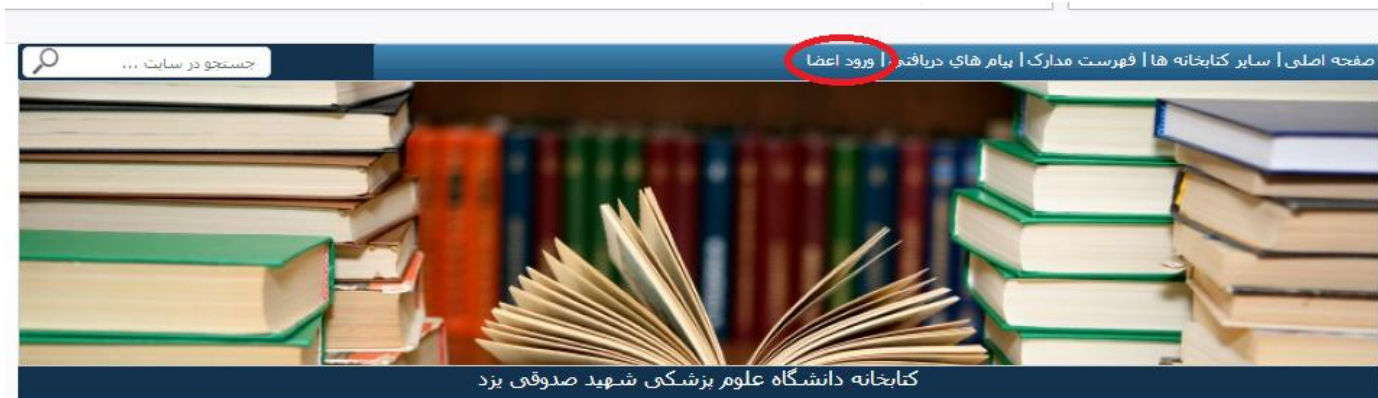 صفحه اصلی | سایر کتابخانه ها | فهرست مدارک | پیام هاي دریافتی | ورود اعضا
جستجو در سایت ...
کتابخانه دانشگاه علوم پزشکی شهید صدوقی یزد